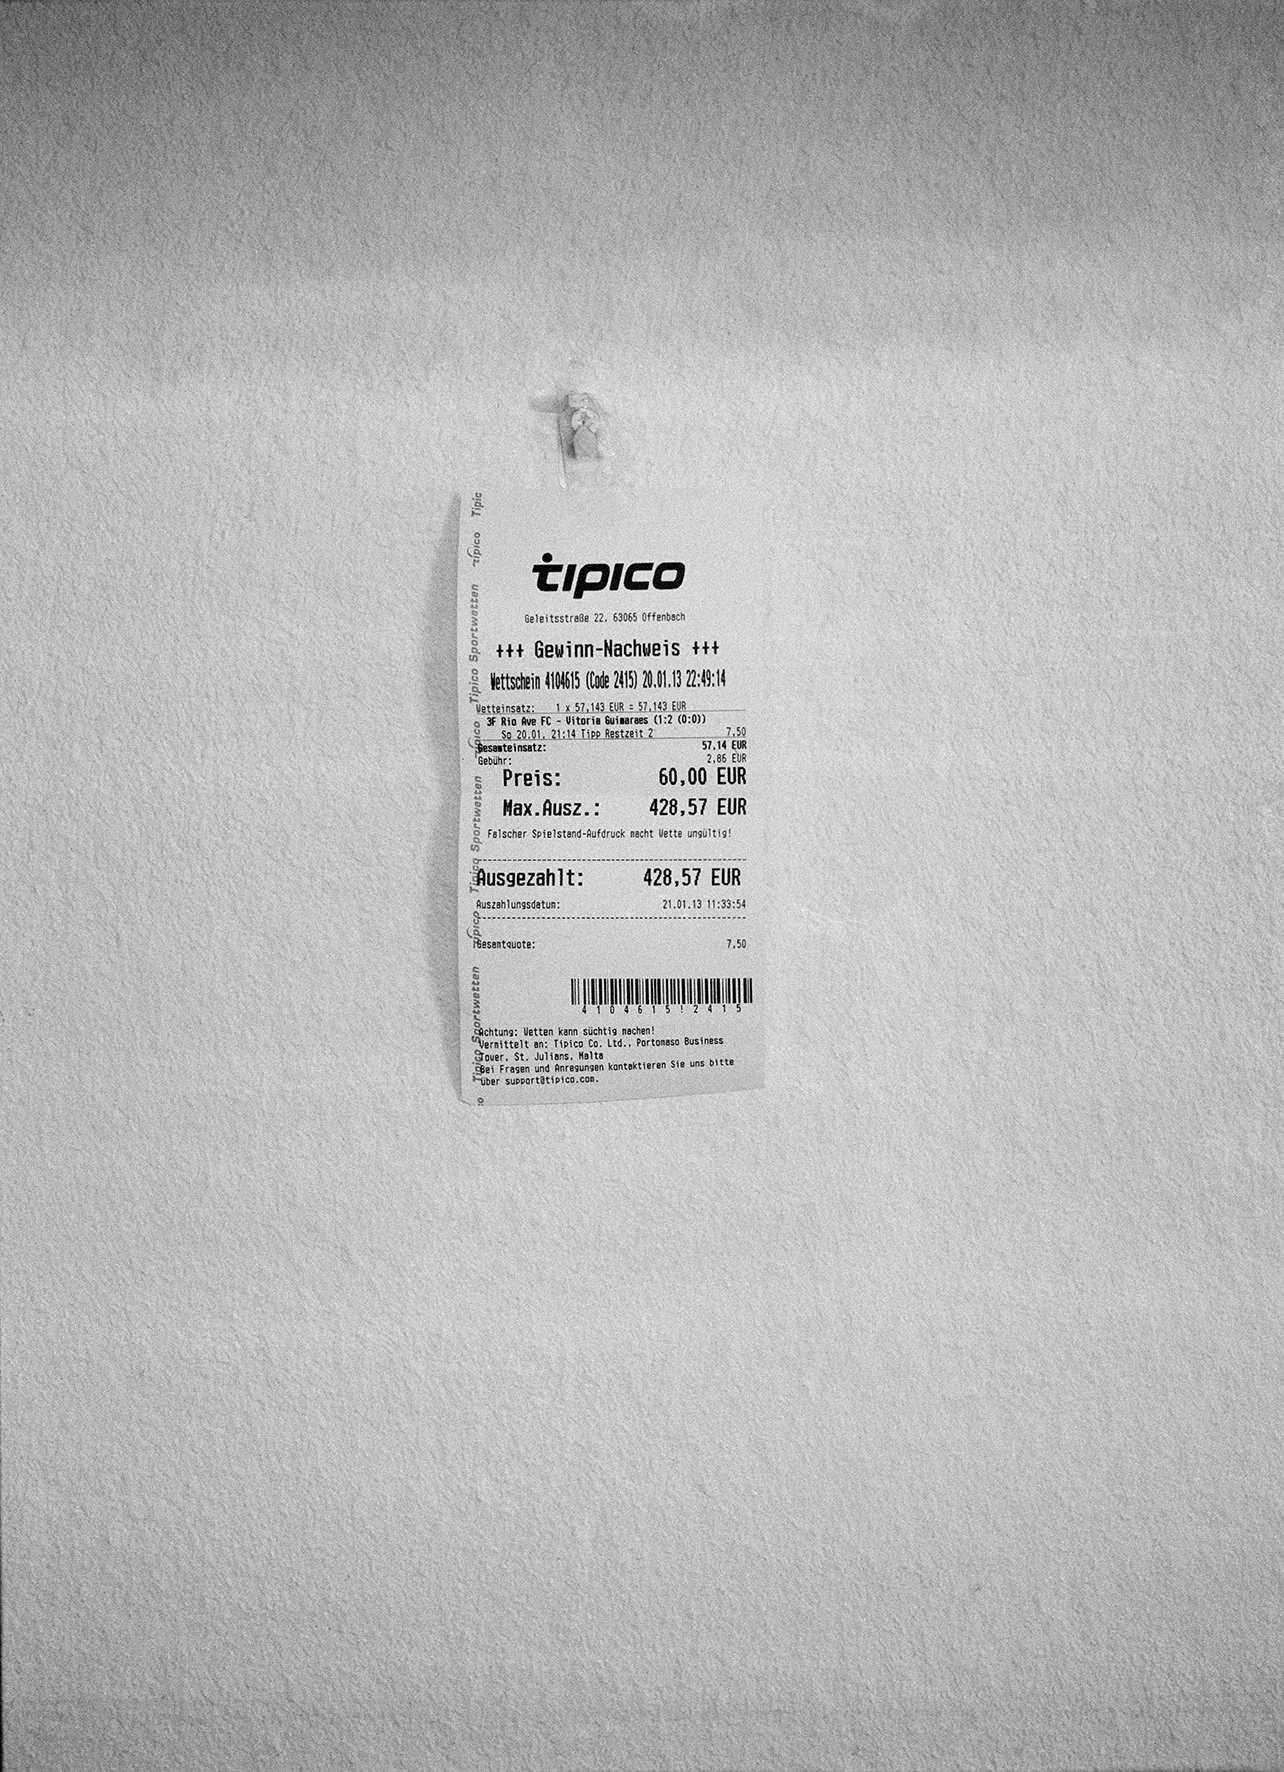 tipico
Geleitsstraße 22, 63065 Offenbach
+++ Gewinn-Nachweis +++
Wettschein 4104615 (Code 2415) 20.01.13 22:49:14
Wetteinsatz: 1 x 57,143 EUR = 57,143 EUR
3F Rio Ave FC - Vitoria Guimaraes (1:2 (0:0))
So 20.01. 21:14 Tipp Restzeit 2 7,50
Gesamteinsatz: 57,14 EUR
Gebühr: 2,86 EUR
Preis: 60,00 EUR
Max.Ausz.: 428,57 EUR
Falscher Spielstand-Aufdruck macht Wette ungültig!
Ausgezahlt: 428,57 EUR
Auszahlungsdatum: 21.01.13 11:33:54
Gesamtquote: 7,50
4104615!2415
Achtung: Wetten kann süchtig machen!
Vermittelt an: Tipico Co. Ltd., Portomaso Business
Tower, St. Julians, Malta
Bei Fragen und Anregungen kontaktieren Sie uns bitte
über support@tipico.com.
Tipico Sportwetten tipico Tipico Sportwetten tipico Tipico Sportwetten tipico Tipic